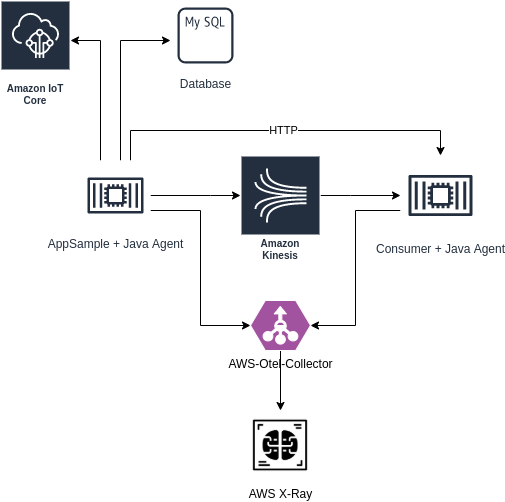 My SQL
Amazon IoT
Core
Database
HTTP
AppSample + Java Agent
Amazon
Kinesis
Consumer + Java Agent
AWS-Otel-Collector
AWS X-Ray